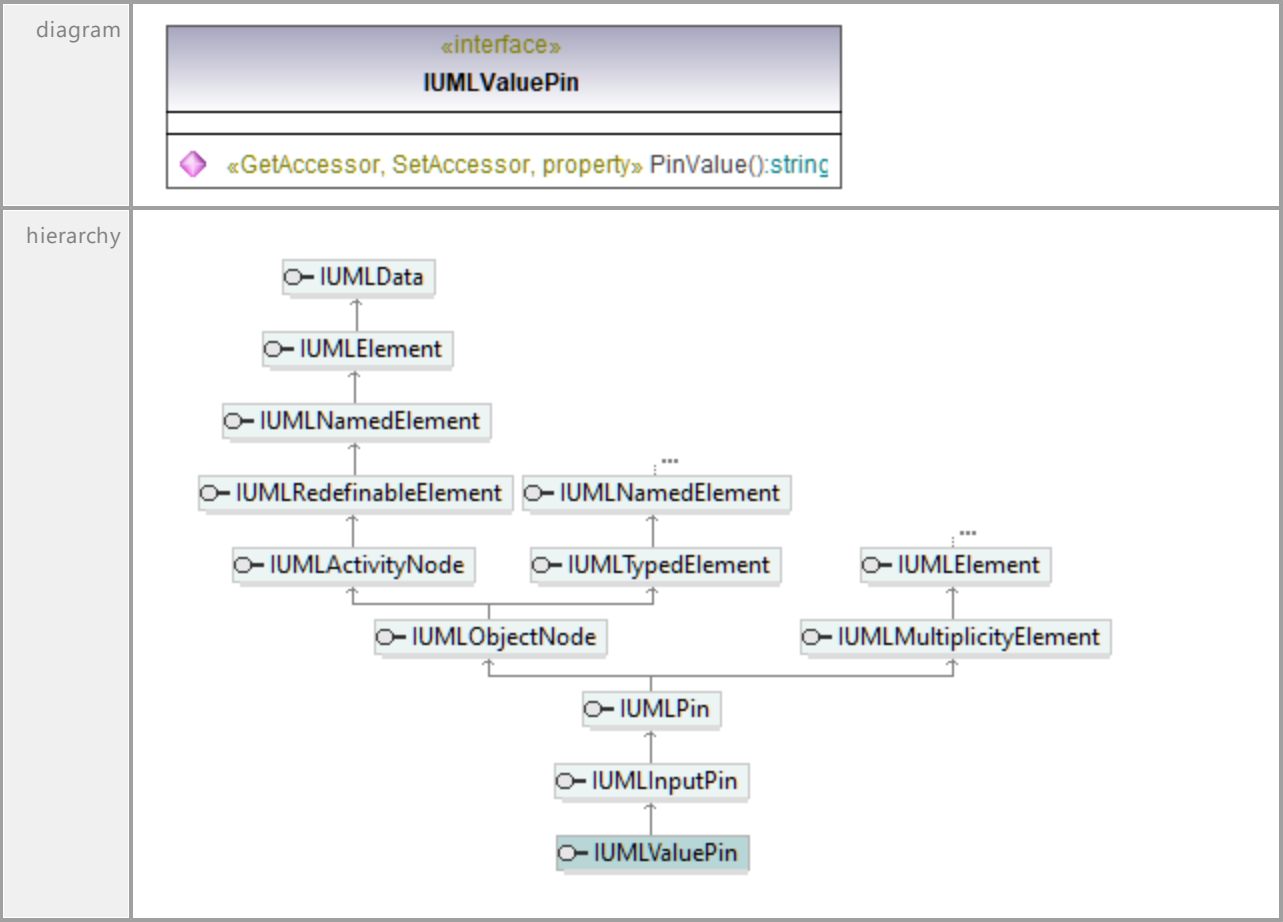 diagram
«interface»
IUMLValuePin
«GetAccessor, SetAccessor, property» PinValue():string
hierarchy
IUMLData
IUMLElement
IUMLNamedElement
...
IUMLRedefinableElement
IUMLNamedElement
...
IUMLActivityNode
IUMLTypedElement
IUMLElement
IUMLObjectNode
IUMLMultiplicityElement
IUMLPin
IUMLInputPin
IUMLValuePin